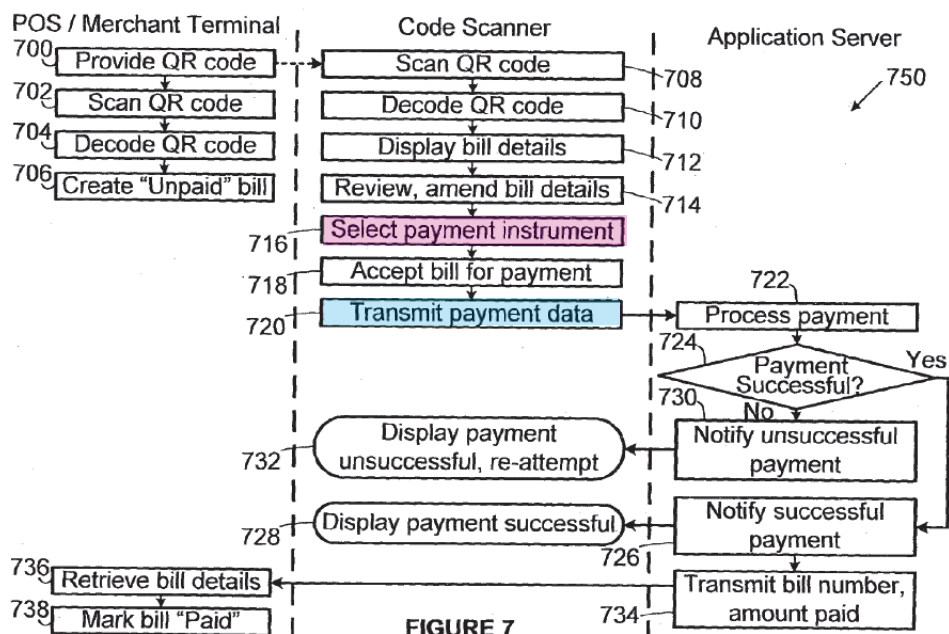 POS / Merchant Terminal
Code Scanner
Application Server
700
Provide QR code
Scan QR code
708
750
702
Scan QR code
Decode QR code
710
704
Decode QR code
Display bill details
712
706
Create “Unpaid” bill
Review, amend bill details
714
716
Select payment instrument
718
Accept bill for payment
722
720
Transmit payment data
Process payment
724
Payment
Successful?
Yes
730
No
732
Display payment
unsuccessful, re-attempt
Notify unsuccessful
payment
728
Display payment successful
Notify successful
payment
726
736
Retrieve bill details
Transmit bill number,
amount paid
734
738
Mark bill “Paid”
FIGURE 7